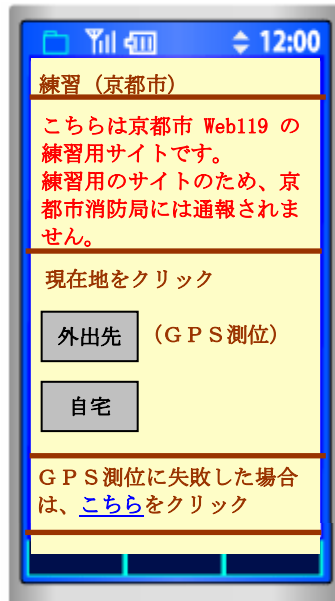 12:00
練習（京都市）
こちらは京都市 Web119 の
練習用サイトです。
練習用のサイトのため、京
都市消防局には通報されま
せん。
現在地をクリック
外出先 （ＧＰＳ測位）
自宅
ＧＰＳ測位に失敗した場合
は、こちらをクリック